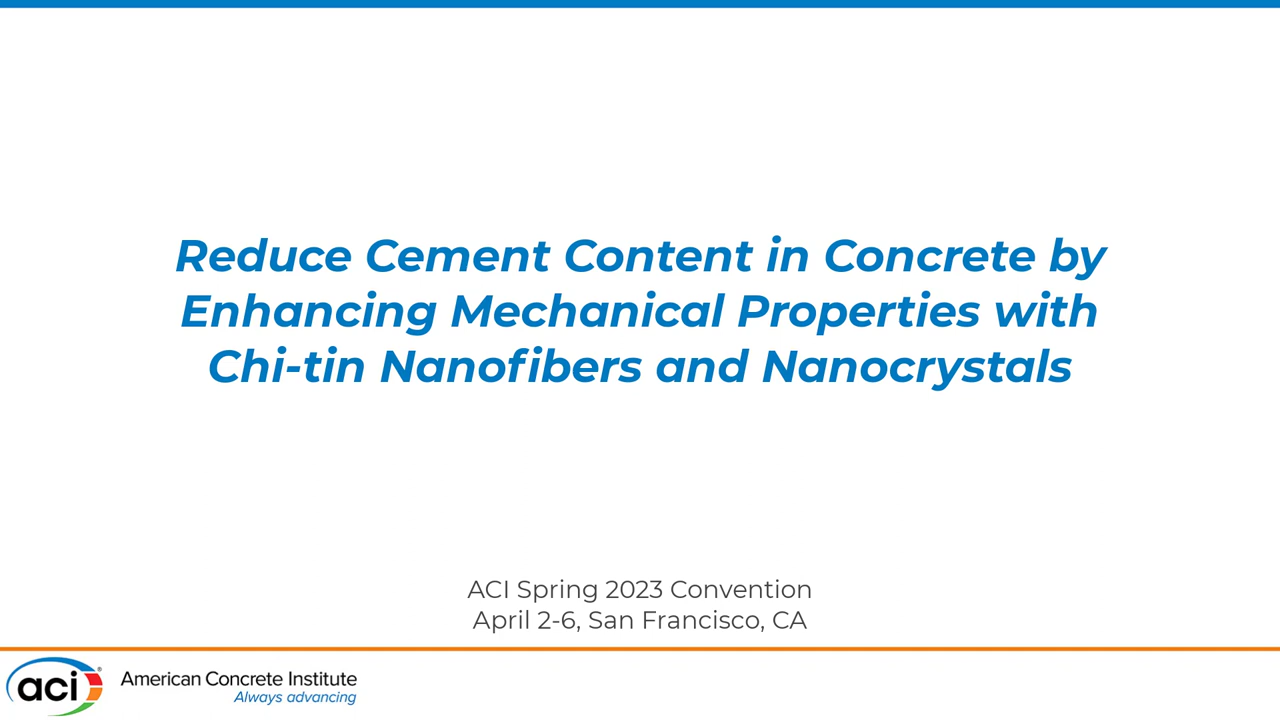 Reduce Cement Content in Concrete by
Enhancing Mechanical Properties with
Chi-tin Nanofibers and Nanocrystals
ACI Spring 2023 Convention
April 2-6, San Francisco, CA
aci®
American Concrete Institute
Always advancing